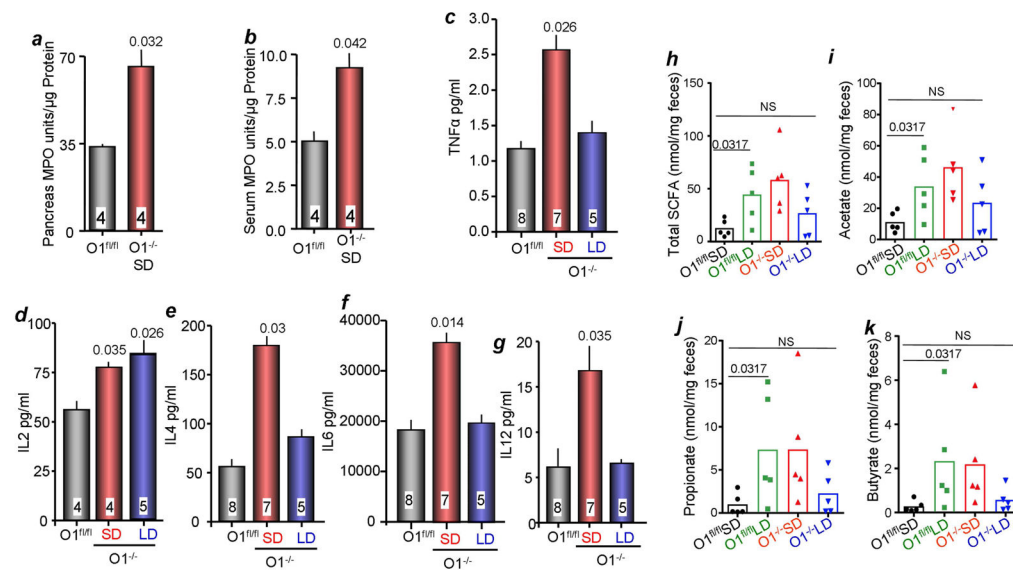 a
Pancreas MPO units/µg Protein
70
35
0
0.032
4
4
O1fl/fl
O1-/-
SD
b
Serum MPO units/µg Protein
10.0
7.5
5.0
2.5
0.0
0.042
4
4
O1fl/fl
O1-/-
SD
c
TNFα pg/ml
3.0
2.5
2.0
1.5
1.0
0.5
0.0
0.026
8
7
5
O1fl/fl
SD
LD
O1-/-
h
Total SCFA (nmol/mg feces)
150
100
50
0
NS
0.0317
O1fl/flSD
O1fl/flLD
O1-/-SD
O1-/-LD
i
Acetate (nmol/mg feces)
100
80
60
40
20
0
NS
0.0317
O1fl/flSD
O1fl/flLD
O1-/-SD
O1-/-LD
d
IL2 pg/ml
100
75
50
25
0
0.035
0.026
4
4
5
O1fl/fl
SD
LD
O1-/-
e
IL4 pg/ml
200
150
100
50
0
0.03
8
7
5
O1fl/fl
SD
LD
O1-/-
f
IL6 pg/ml
40000
30000
20000
10000
0
0.014
8
7
5
O1fl/fl
SD
LD
O1-/-
g
IL12 pg/ml
12
9
6
3
0
0.035
8
7
5
O1fl/fl
SD
LD
O1-/-
j
Propionate (nmol/mg feces)
20
15
10
5
0
NS
0.0317
O1fl/flSD
O1fl/flLD
O1-/-SD
O1-/-LD
k
Butyrate (nmol/mg feces)
8
6
4
2
0
NS
0.0317
O1fl/flSD
O1fl/flLD
O1-/-SD
O1-/-LD